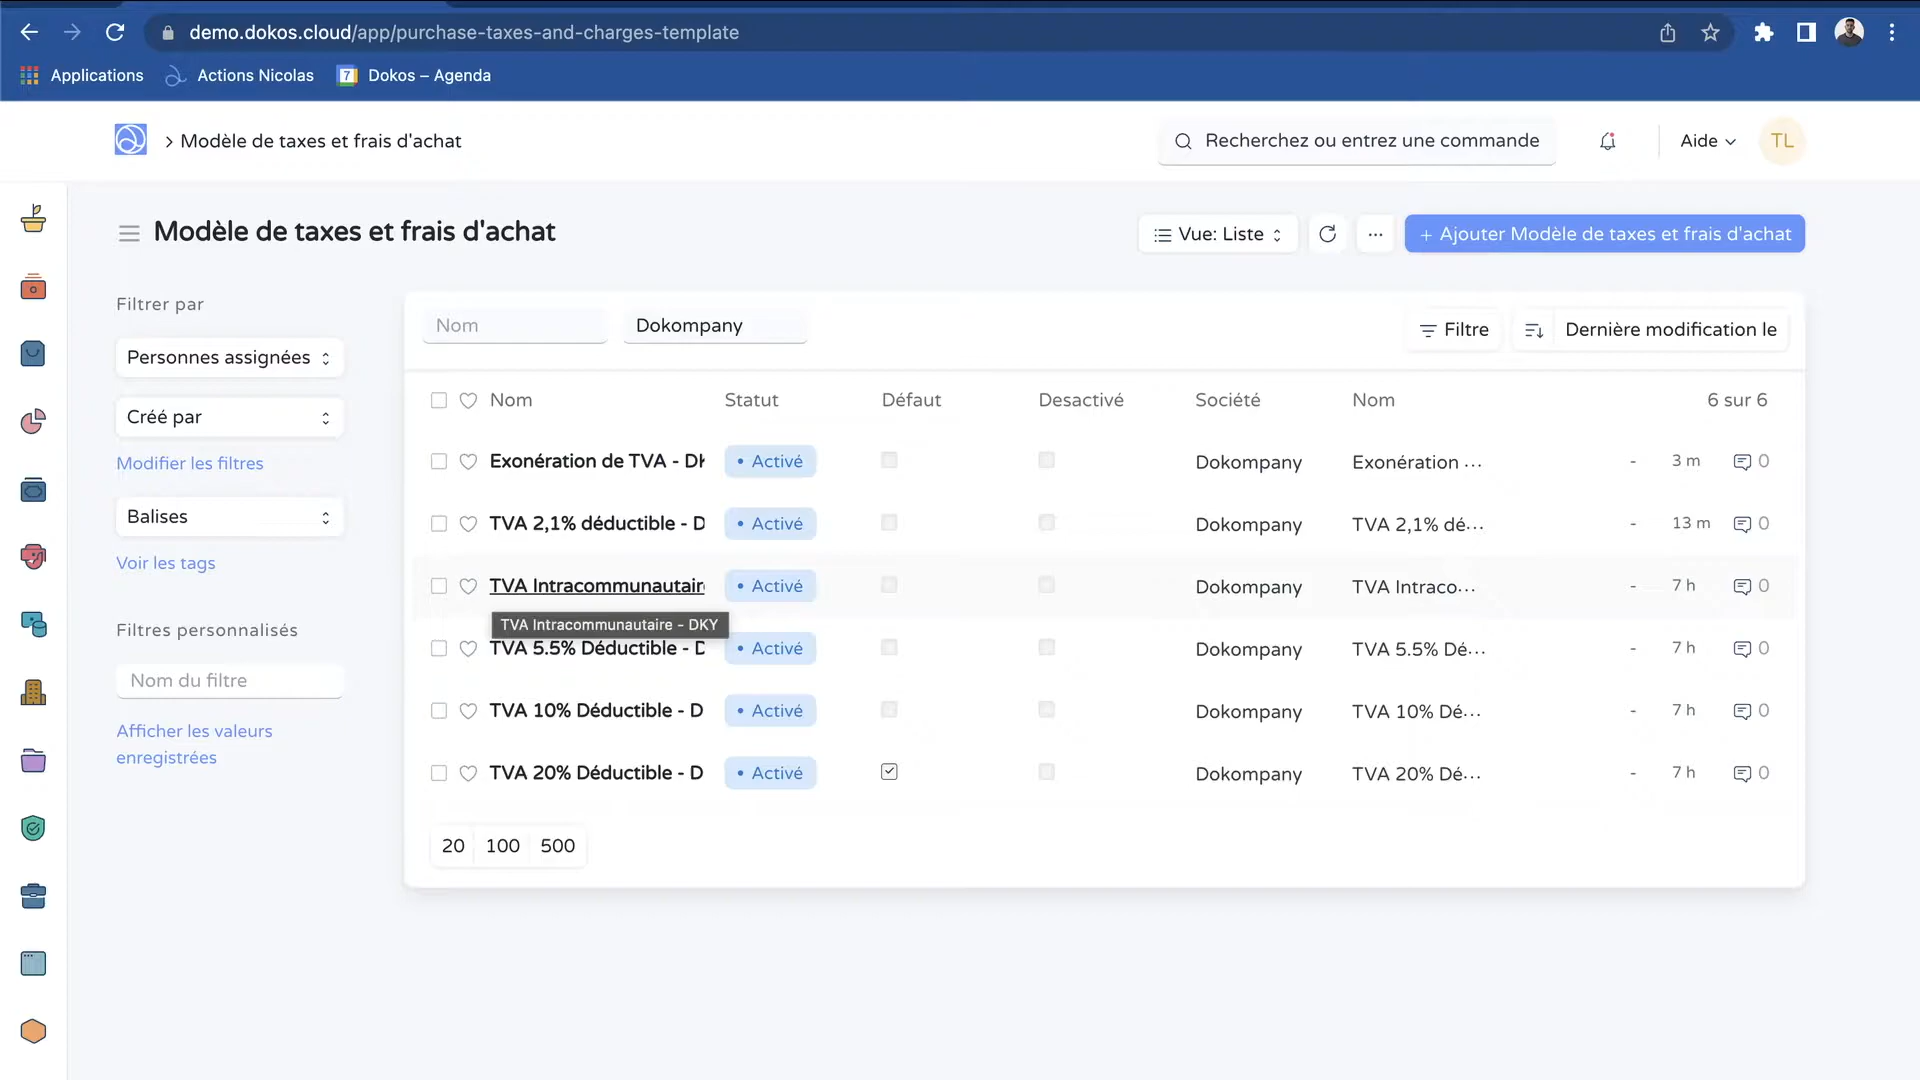 demo.dokos.cloud/app/purchase-taxes-and-charges-template
Applications
Actions Nicolas
7
Dokos – Agenda
> Modèle de taxes et frais d'achat
Recherchez ou entrez une commande
Aide
TL
Modèle de taxes et frais d'achat
Vue: Liste
...
+ Ajouter Modèle de taxes et frais d'achat
Filtrer par
Personnes assignées
Créé par
Modifier les filtres
Balises
Voir les tags
Filtres personnalisés
Nom du filtre
Afficher les valeurs
enregistrées
Nom
Dokompany
Filtre
Dernière modification le
Nom Statut Défaut Desactivé Société Nom 6 sur 6
Exonération de TVA - DK • Activé Dokompany Exonération ... - 3 m 0
TVA 2,1% déductible - D • Activé Dokompany TVA 2,1% dé... - 13 m 0
TVA Intracommunautaire • Activé Dokompany TVA Intraco... - 7 h 0
TVA Intracommunautaire - DKY
TVA 5.5% Déductible - D • Activé Dokompany TVA 5.5% Dé... - 7 h 0
TVA 10% Déductible - D • Activé Dokompany TVA 10% Dé... - 7 h 0
TVA 20% Déductible - D • Activé Dokompany TVA 20% Dé... - 7 h 0
20 100 500